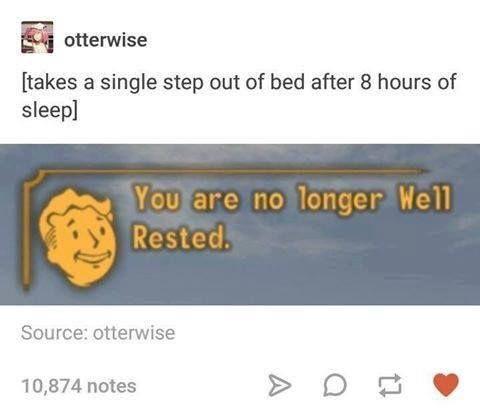 otterwise
[takes a single step out of bed after 8 hours of
sleep]
You are no longer Well
Rested.
Source: otterwise
10,874 notes